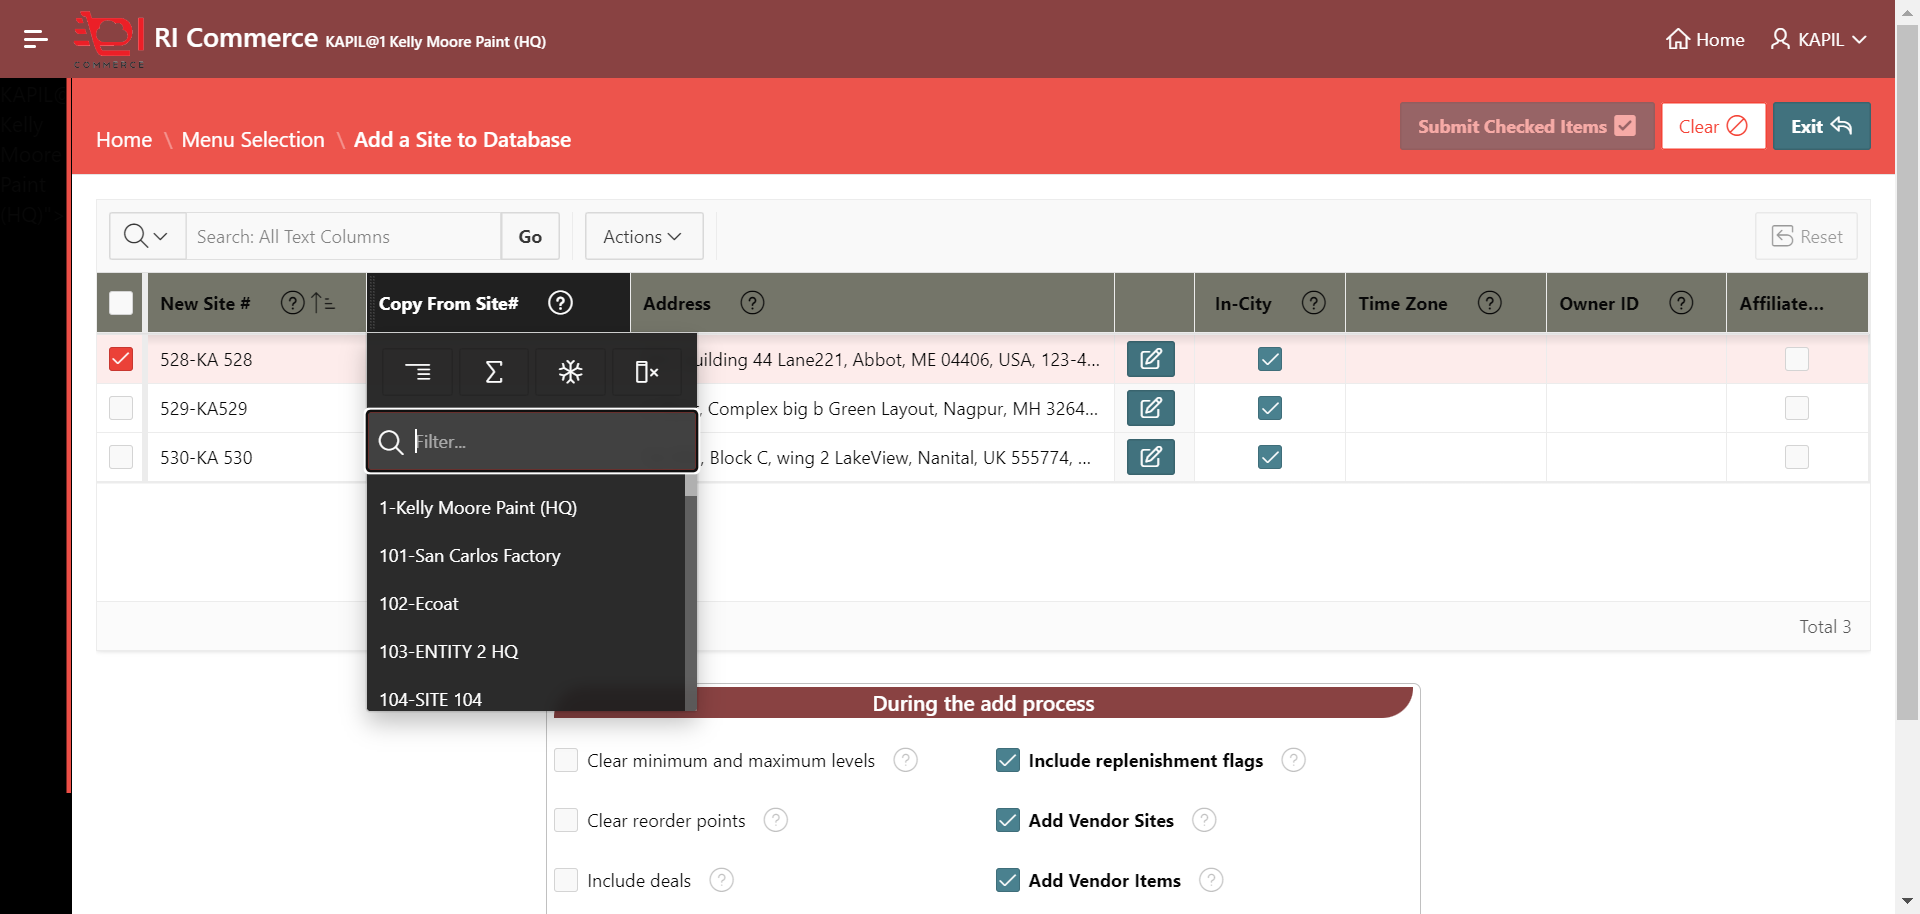 RI Commerce KAPIL@1 Kelly Moore Paint (HQ)
COMMERCE
Home
KAPIL
KAPIL@
Kelly
Moore
Paint
(HQ)
Home \ Menu Selection \ Add a Site to Database
Submit Checked Items
Clear
Exit
Search: All Text Columns
Go
Actions
Reset
New Site #
Copy From Site#
Address
In-City
Time Zone
Owner ID
Affiliate...
528-KA 528
uilding 44 Lane221, Abbot, ME 04406, USA, 123-4...
529-KA529
, Complex big b Green Layout, Nagpur, MH 3264...
530-KA 530
, Block C, wing 2 LakeView, Nanital, UK 555774, ...
Filter...
1-Kelly Moore Paint (HQ)
101-San Carlos Factory
102-Ecoat
103-ENTITY 2 HQ
104-SITE 104
Total 3
During the add process
Clear minimum and maximum levels
Include replenishment flags
Clear reorder points
Add Vendor Sites
Include deals
Add Vendor Items